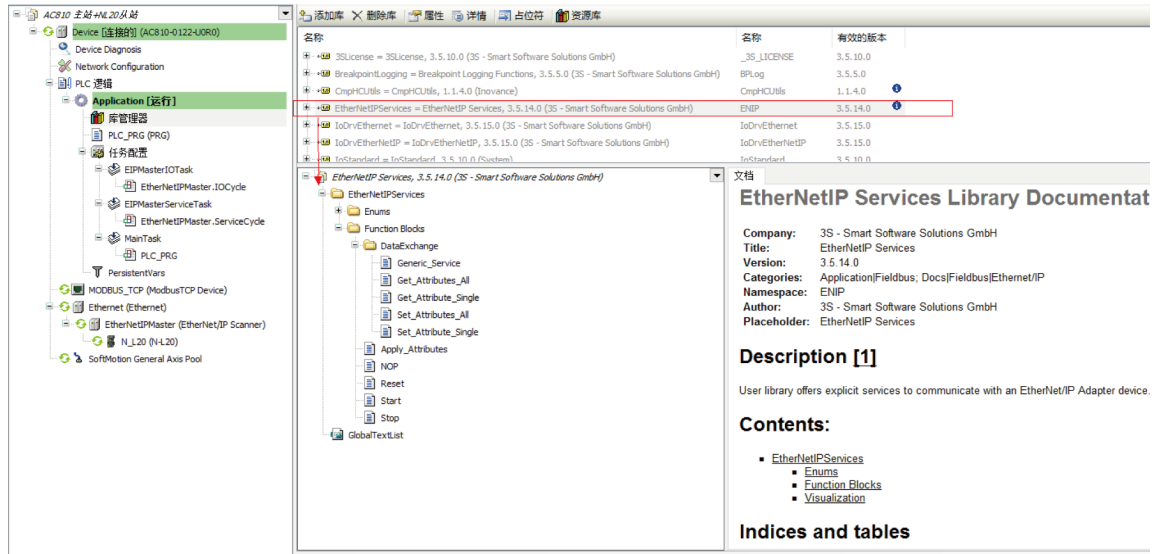 AC810 主站+NL20从站
Device [连接的] (AC810-0122-U0R0)
Device Diagnosis
Network Configuration
PLC 逻辑
Application [运行]
库管理器
PLC_PRG (PRG)
任务配置
EIPMasterIOTask
EtherNetIPMaster.IOCycle
EIPMasterServiceTask
EtherNetIPMaster.ServiceCycle
MainTask
PLC_PRG
PersistentVars
MODBUS_TCP (ModbusTCP Device)
Ethernet (Ethernet)
EtherNetIPMaster (EtherNet/IP Scanner)
N_L20 (N-L20)
SoftMotion General Axis Pool
添加库 删除库 属性 详情 占位符 资源库
名称 名称 有效的版本
3SLicense = 3SLicense, 3.5.10.0 (3S - Smart Software Solutions GmbH) _3S_LICENSE 3.5.10.0
BreakpointLogging = Breakpoint Logging Functions, 3.5.5.0 (3S - Smart Software Solutions GmbH) BPLog 3.5.5.0
CmpHCUtils = CmpHCUtils, 1.1.4.0 (Inovance) CmpHCUtils 1.1.4.0
EtherNetIPServices = EtherNetIP Services, 3.5.14.0 (3S - Smart Software Solutions GmbH) ENIP 3.5.14.0
IoDrvEthernet = IoDrvEthernet, 3.5.15.0 (3S - Smart Software Solutions GmbH) IoDrvEthernet 3.5.15.0
IoDrvEtherNetIP = IoDrvEtherNetIP, 3.5.15.0 (3S - Smart Software Solutions GmbH) IoDrvEtherNetIP 3.5.15.0
IoStandard = IoStandard, 3.5.10.0 (System) IoStandard 3.5.10.0
EtherNetIP Services, 3.5.14.0 (3S - Smart Software Solutions GmbH)
EtherNetIPServices
Enums
Function Blocks
DataExchange
Generic_Service
Get_Attributes_All
Get_Attribute_Single
Set_Attributes_All
Set_Attribute_Single
Apply_Attributes
NOP
Reset
Start
Stop
GlobalTextList
文档
EtherNetIP Services Library Documentat
Company: 3S - Smart Software Solutions GmbH
Title: EtherNetIP Services
Version: 3.5.14.0
Categories: Application|Fieldbus; Docs|Fieldbus|Ethernet/IP
Namespace: ENIP
Author: 3S - Smart Software Solutions GmbH
Placeholder: EtherNetIP Services
Description [1]
User library offers explicit services to communicate with an EtherNet/IP Adapter device.
Contents:
EtherNetIPServices
Enums
Function Blocks
Visualization
Indices and tables